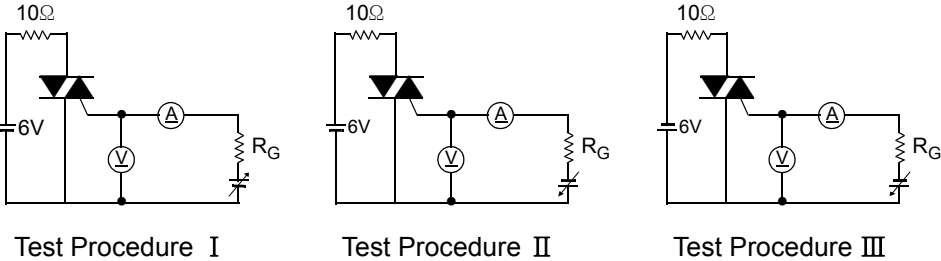 10Ω 10Ω 10Ω
6V 6V 6V
A A A
V V V
R_G R_G R_G
Test Procedure Ⅰ Test Procedure Ⅱ Test Procedure Ⅲ